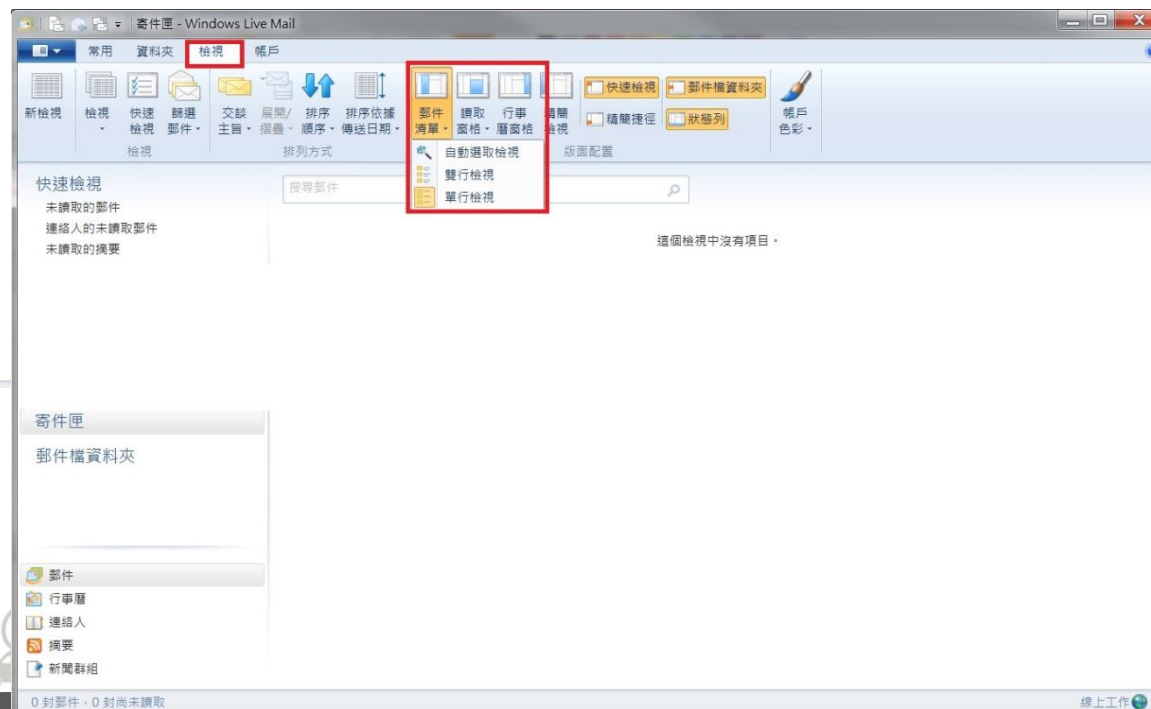 寄件匣 - Windows Live Mail
常用 資料夾 檢視 帳戶
新檢視
檢視
快速檢視
篩選郵件
檢視
交談主旨
展開/摺疊
排序順序
排序依據傳送日期
排列方式
郵件清單
讀取窗格
行事曆窗格
精簡檢視
快速檢視
郵件檔資料夾
精簡捷徑
狀態列
版面配置
帳戶色彩
自動選取檢視
雙行檢視
單行檢視
快速檢視
未讀取的郵件
連絡人的未讀取郵件
未讀取的摘要
搜尋郵件
這個檢視中沒有項目。
寄件匣
郵件檔資料夾
郵件
行事曆
連絡人
摘要
新聞群組
0 封郵件，0 封尚未讀取
線上工作